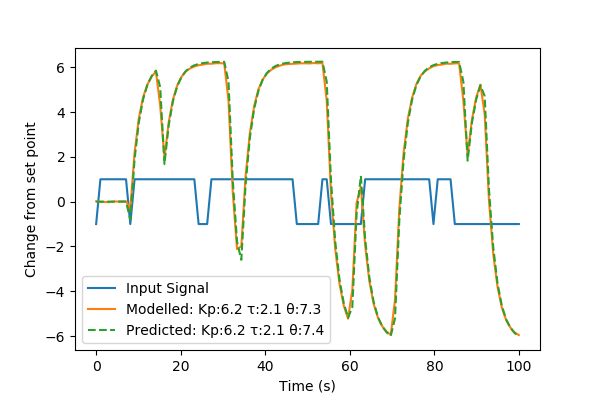 6
4
2
0
−2
−4
−6
Change from set point
Input Signal
Modelled: Kp:6.2 τ:2.1 θ:7.3
Predicted: Kp:6.2 τ:2.1 θ:7.4
0 20 40 60 80 100
Time (s)